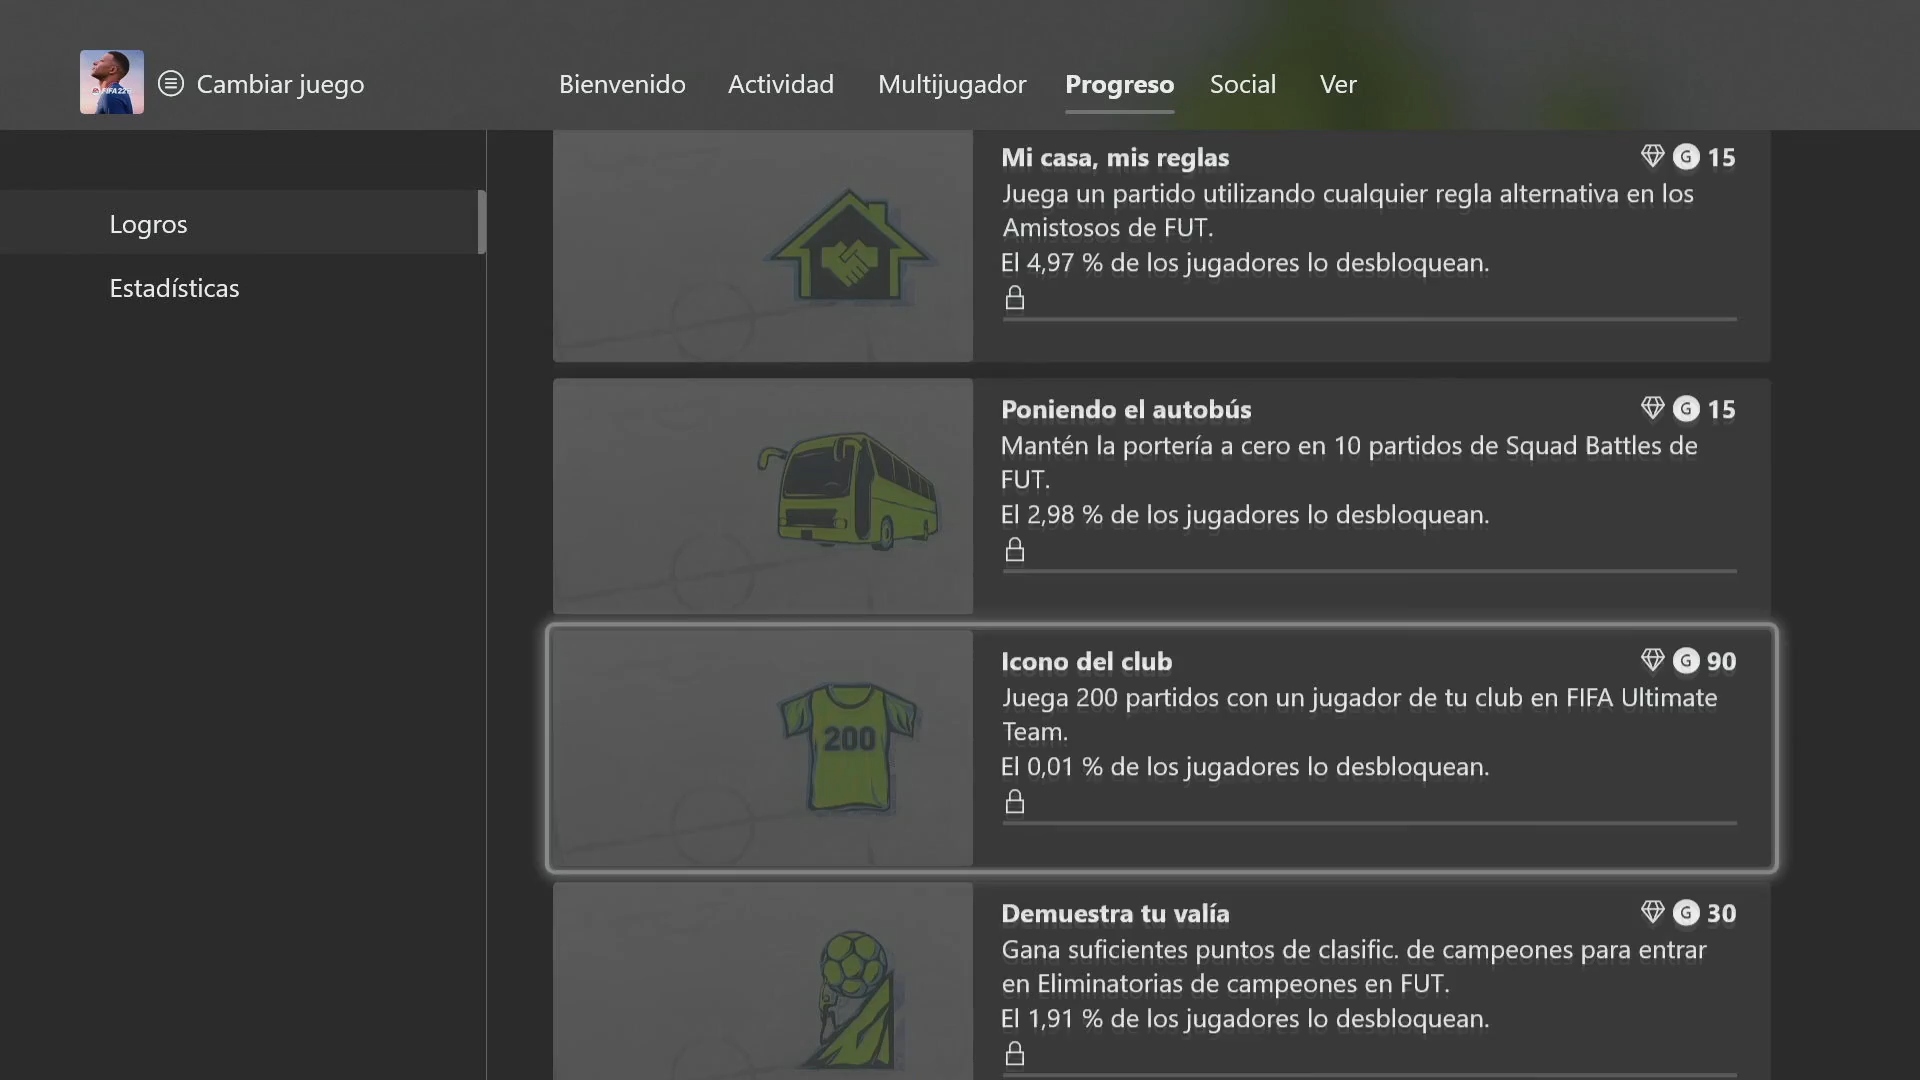 FIFA 22
Cambiar juego
Bienvenido
Actividad
Multijugador
Progreso
Social
Ver
Logros
Estadísticas
Mi casa, mis reglas
G 15
Juega un partido utilizando cualquier regla alternativa en los
Amistosos de FUT.
El 4,97 % de los jugadores lo desbloquean.
Poniendo el autobús
G 15
Mantén la portería a cero en 10 partidos de Squad Battles de
FUT.
El 2,98 % de los jugadores lo desbloquean.
200
Icono del club
G 90
Juega 200 partidos con un jugador de tu club en FIFA Ultimate
Team.
El 0,01 % de los jugadores lo desbloquean.
Demuestra tu valía
G 30
Gana suficientes puntos de clasific. de campeones para entrar
en Eliminatorias de campeones en FUT.
El 1,91 % de los jugadores lo desbloquean.